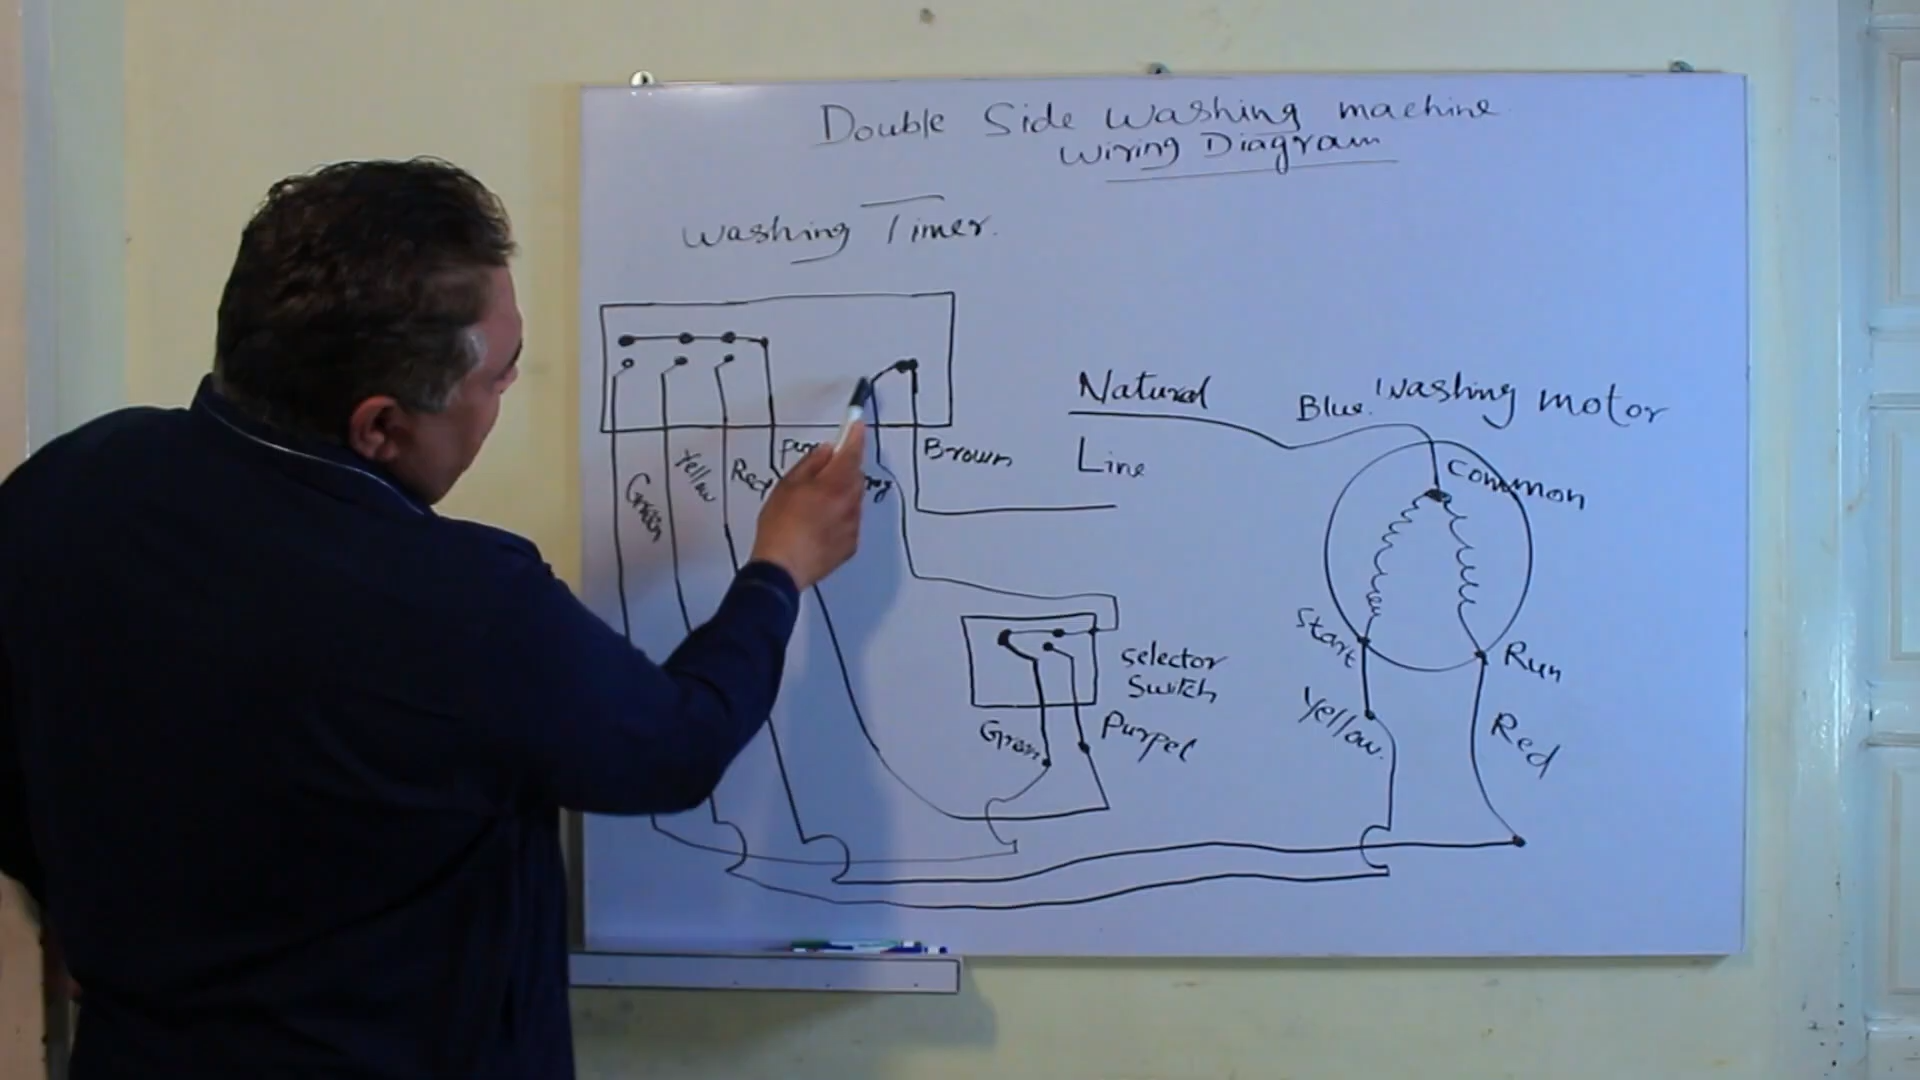 Double Side Washing machine
Wiring Diagram
Washing Timer.
Natural
Blue.
Washing motor
Line
Brown
Common
Green
Yellow
Red
Start
Run
Selector
Switch
Green
Purpel
Yellow.
Red